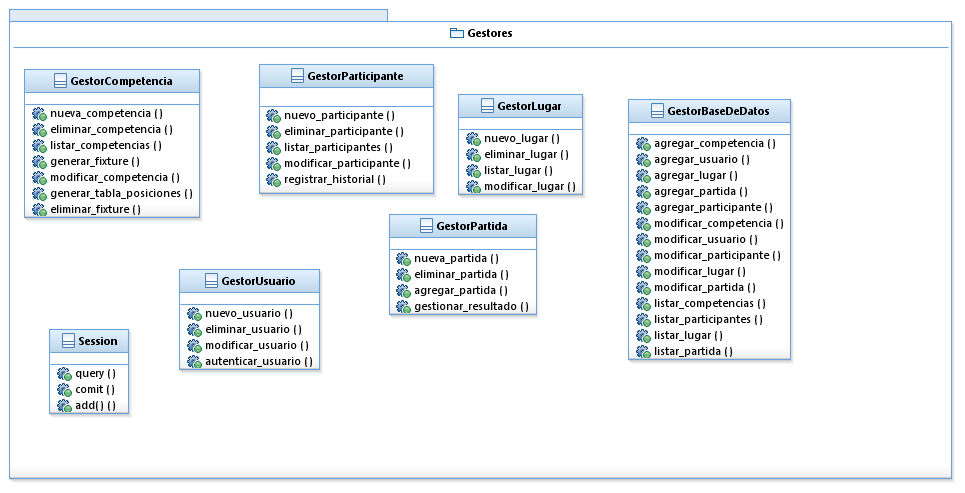 Gestores
GestorCompetencia
nueva_competencia ()
eliminar_competencia ()
listar_competencias ()
generar_fixture ()
modificar_competencia ()
generar_tabla_posiciones ()
eliminar_fixture ()
GestorParticipante
nuevo_participante ()
eliminar_participante ()
listar_participantes ()
modificar_participante ()
registrar_historial ()
GestorLugar
nuevo_lugar ()
eliminar_lugar ()
listar_lugar ()
modificar_lugar ()
GestorBaseDeDatos
agregar_competencia ()
agregar_usuario ()
agregar_lugar ()
agregar_partida ()
agregar_participante ()
modificar_competencia ()
modificar_usuario ()
modificar_participante ()
modificar_lugar ()
modificar_partida ()
listar_competencias ()
listar_participantes ()
listar_lugar ()
listar_partida ()
GestorPartida
nueva_partida ()
eliminar_partida ()
agregar_partida ()
gestionar_resultado ()
GestorUsuario
nuevo_usuario ()
eliminar_usuario ()
modificar_usuario ()
autenticar_usuario ()
Session
query ()
comit ()
add() ()